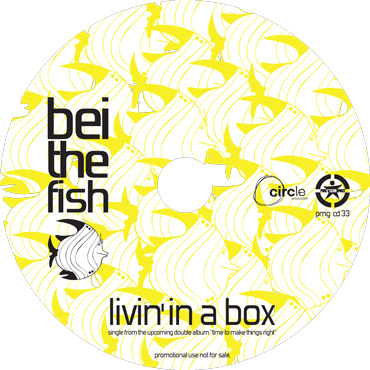 bei
the
fish
circle
production
pmg cd 33
livin' in a box
single from the upcoming double album "time to make things right"
promotional use not for sale